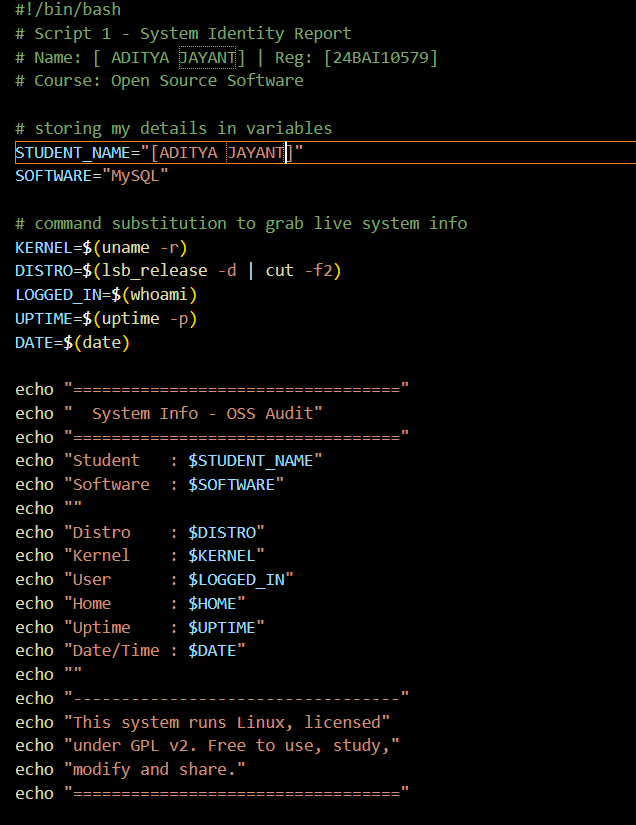 #!/bin/bash
# Script 1 - System Identity Report
# Name: [ ADITYA JAYANT] | Reg: [24BAI10579]
# Course: Open Source Software

# storing my details in variables
STUDENT_NAME="[ADITYA JAYANT]"
SOFTWARE="MySQL"

# command substitution to grab live system info
KERNEL=$(uname -r)
DISTRO=$(lsb_release -d | cut -f2)
LOGGED_IN=$(whoami)
UPTIME=$(uptime -p)
DATE=$(date)

echo "=================================="
echo "  System Info - OSS Audit"
echo "=================================="
echo "Student   : $STUDENT_NAME"
echo "Software  : $SOFTWARE"
echo ""
echo "Distro    : $DISTRO"
echo "Kernel    : $KERNEL"
echo "User      : $LOGGED_IN"
echo "Home      : $HOME"
echo "Uptime    : $UPTIME"
echo "Date/Time : $DATE"
echo ""
echo "----------------------------------"
echo "This system runs Linux, licensed"
echo "under GPL v2. Free to use, study,"
echo "modify and share."
echo "=================================="